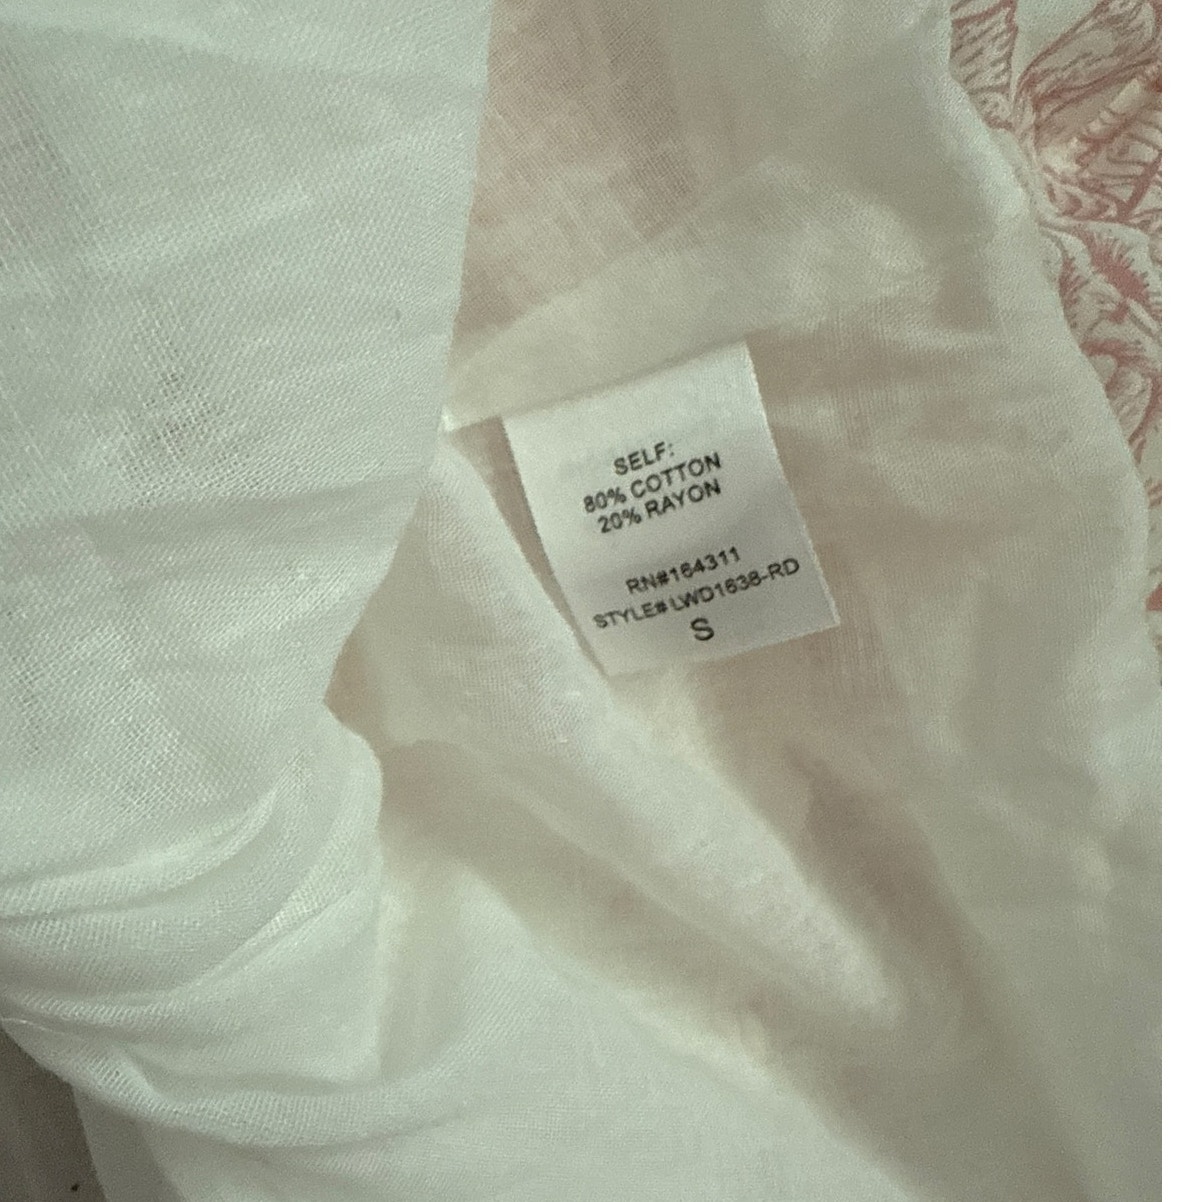 SELF:
80% COTTON
20% RAYON
RN#164311
STYLE# LWD1638-RD
S